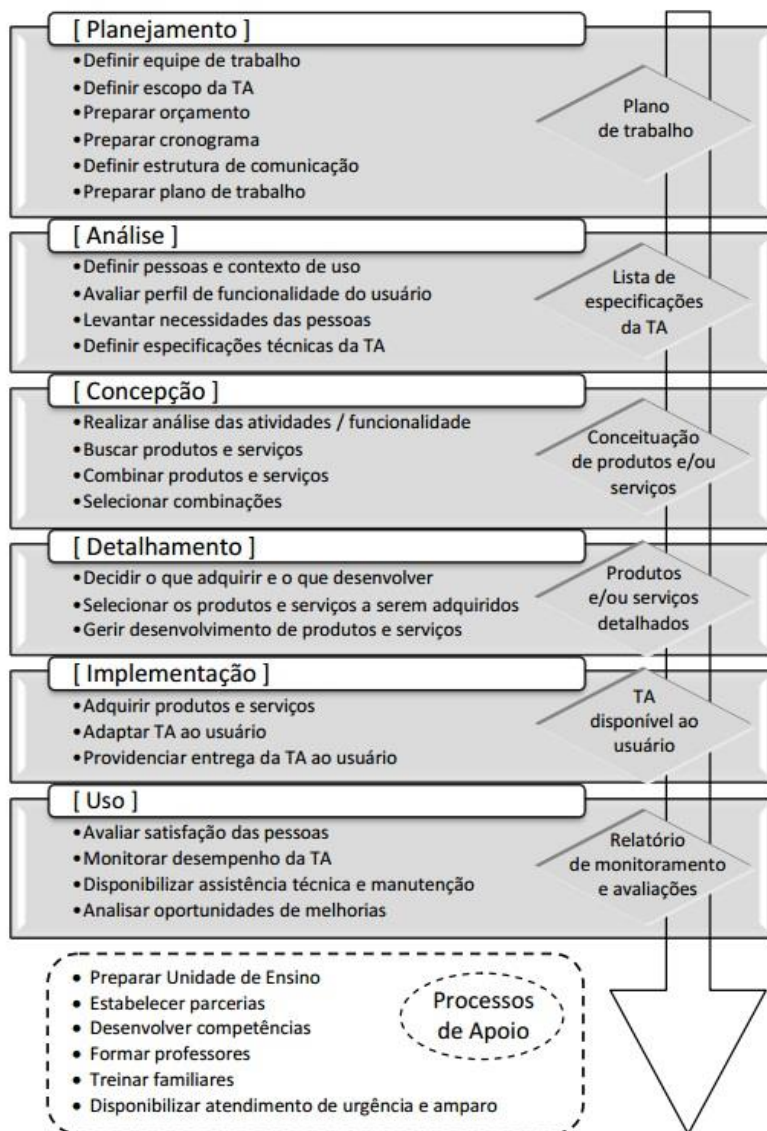 [ Planejamento ]
•Definir equipe de trabalho
•Definir escopo da TA
•Preparar orçamento
•Preparar cronograma
•Definir estrutura de comunicação
•Preparar plano de trabalho
Plano
de trabalho
[ Análise ]
•Definir pessoas e contexto de uso
•Avaliar perfil de funcionalidade do usuário
•Levantar necessidades das pessoas
•Definir especificações técnicas da TA
Lista de
especificações
da TA
[ Concepção ]
•Realizar análise das atividades / funcionalidade
•Buscar produtos e serviços
•Combinar produtos e serviços
•Selecionar combinações
Conceituação
de produtos e/ou
serviços
[ Detalhamento ]
•Decidir o que adquirir e o que desenvolver
•Selecionar os produtos e serviços a serem adquiridos
•Gerir desenvolvimento de produtos e serviços
Produtos
e/ou serviços
detalhados
[ Implementação ]
•Adquirir produtos e serviços
•Adaptar TA ao usuário
•Providenciar entrega da TA ao usuário
TA
disponível ao
usuário
[ Uso ]
•Avaliar satisfação das pessoas
•Monitorar desempenho da TA
•Disponibilizar assistência técnica e manutenção
•Analisar oportunidades de melhorias
Relatório
de monitoramento
e avaliações
• Preparar Unidade de Ensino
• Estabelecer parcerias
• Desenvolver competências
• Formar professores
• Treinar familiares
• Disponibilizar atendimento de urgência e amparo
Processos
de Apoio